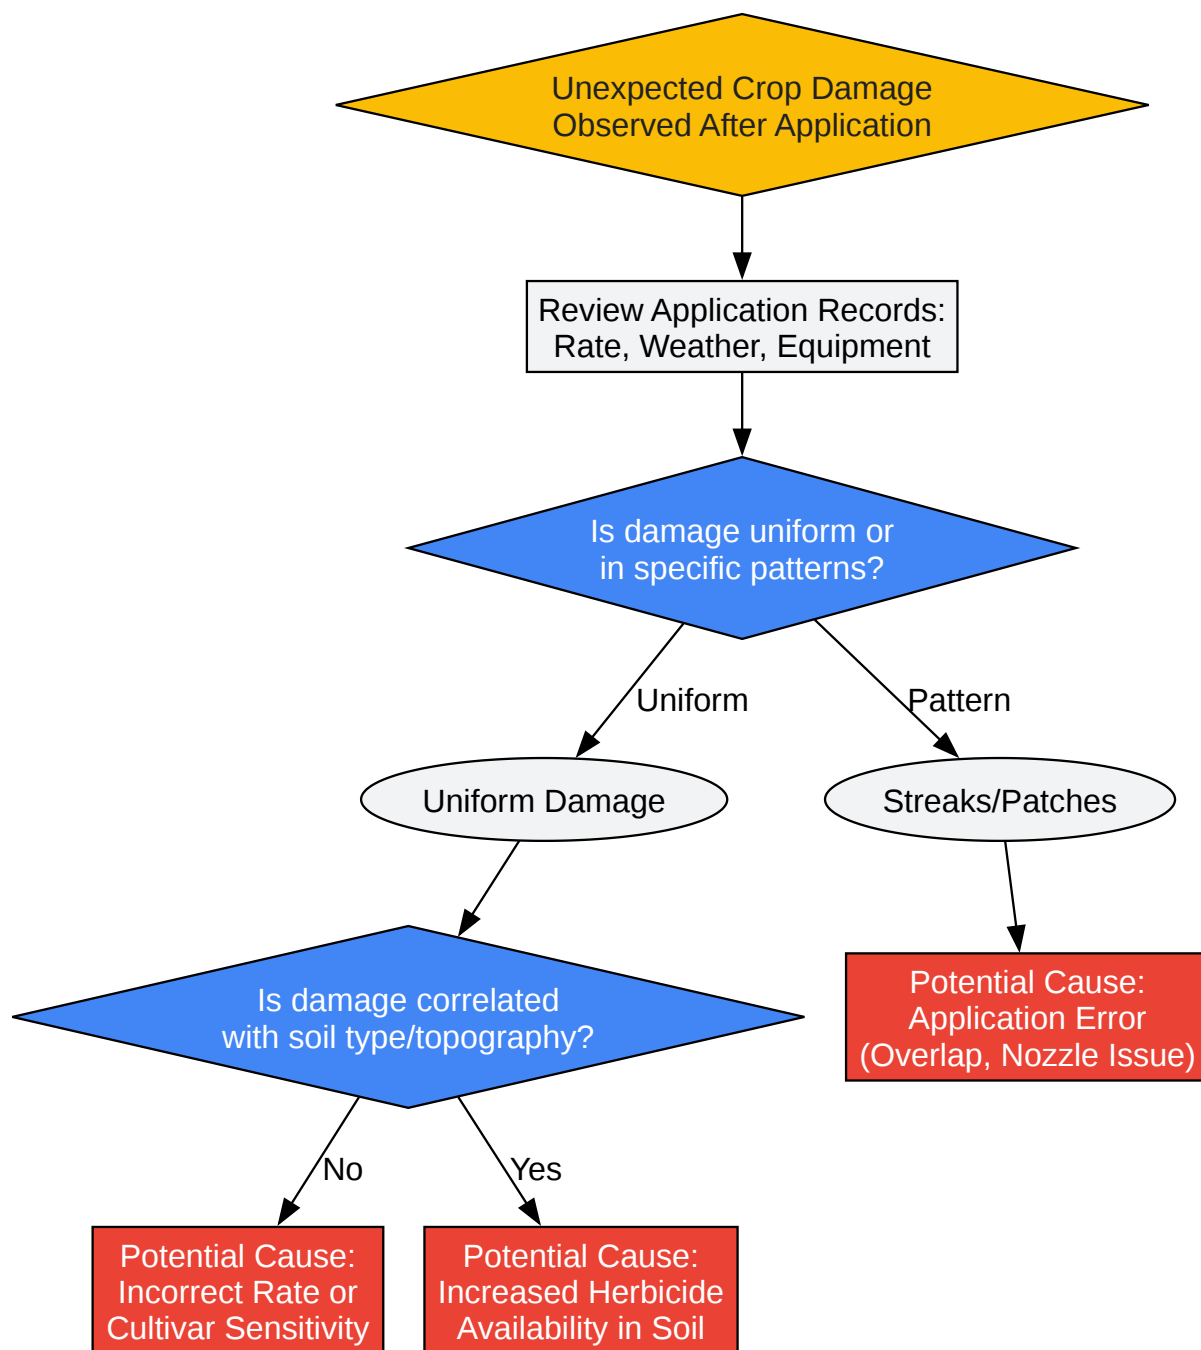 Unexpected Crop Damage
Observed After Application
Review Application Records:
Rate, Weather, Equipment
Is damage uniform or
in specific patterns?
Uniform
Pattern
Uniform Damage
Streaks/Patches
Is damage correlated
with soil type/topography?
Potential Cause:
Application Error
(Overlap, Nozzle Issue)
No
Yes
Potential Cause:
Incorrect Rate or
Cultivar Sensitivity
Potential Cause:
Increased Herbicide
Availability in Soil